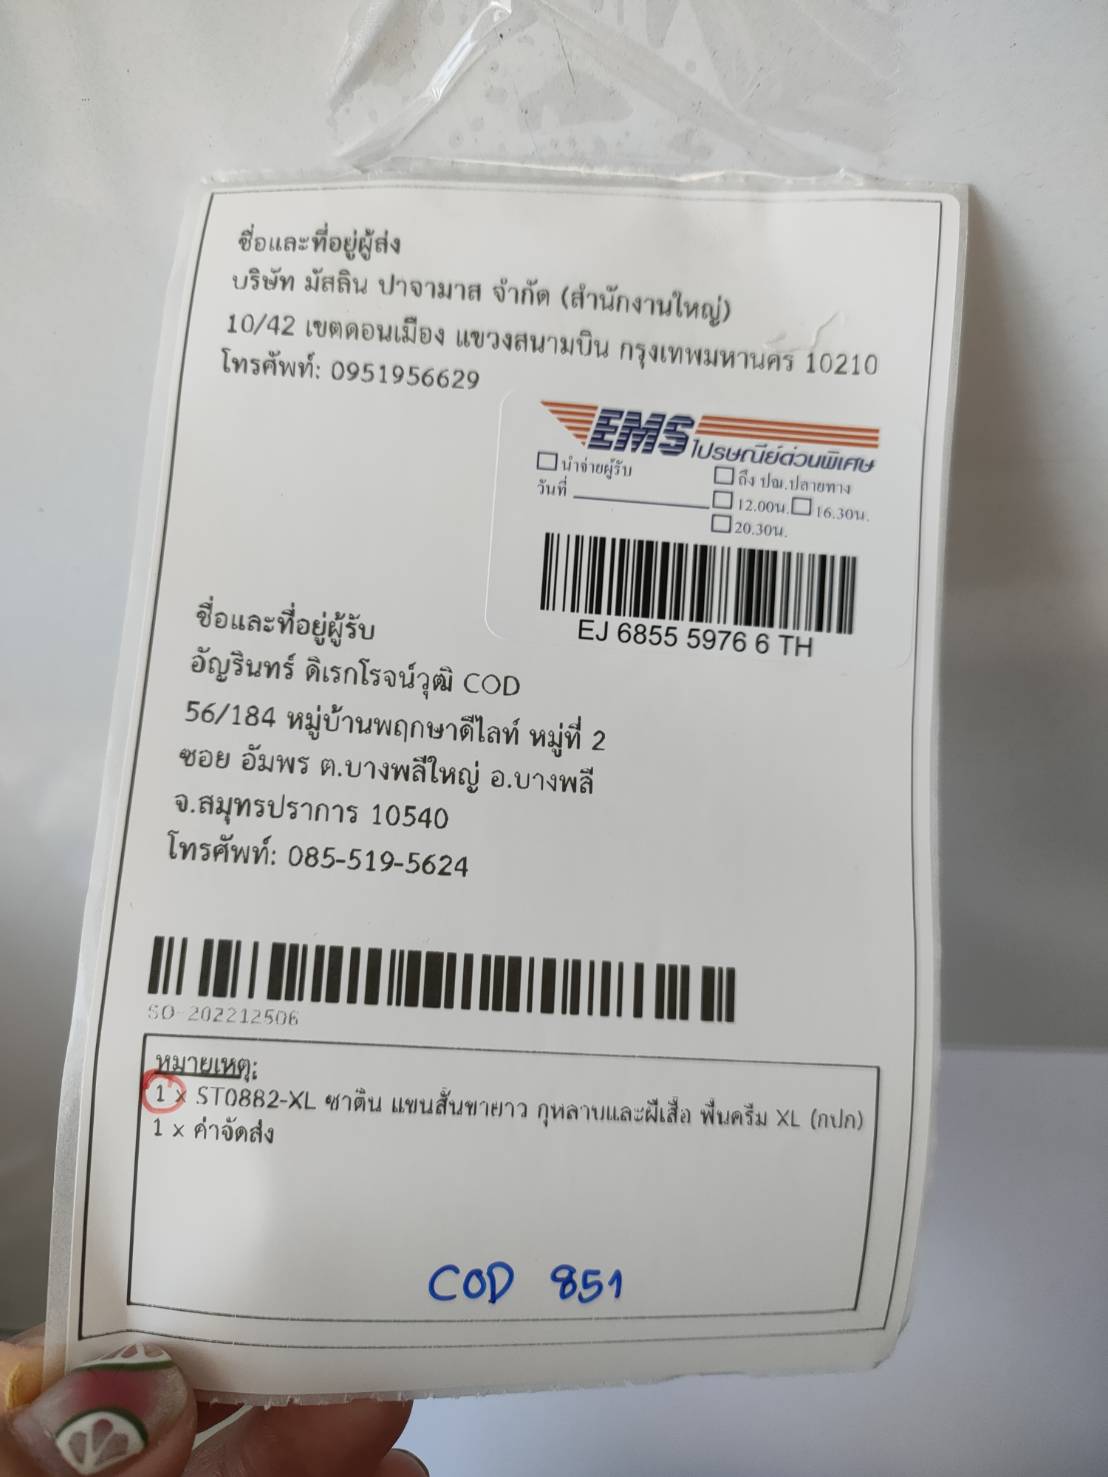 ชื่อและที่อยู่ผู้ส่ง
บริษัท มัสลิน ปาจามาส จำกัด (สำนักงานใหญ่)
10/42 เขตดอนเมือง แขวงสนามบิน กรุงเทพมหานคร 10210
โทรศัพท์: 0951956629
EMS ไปรษณีย์ด่วนพิเศษ
นำจ่ายผู้รับ
ถึง ปณ.ปลายทาง
วันที่
12.00น. 16.30น.
20.30น.
EJ 6855 5976 6 TH
ชื่อและที่อยู่ผู้รับ
อัญรินทร์ ดิเรกโรจน์วุฒิ COD
56/184 หมู่บ้านพฤกษาดีไลท์ หมู่ที่ 2
ซอย อัมพร ต.บางพลีใหญ่ อ.บางพลี
จ.สมุทรปราการ 10540
โทรศัพท์: 085-519-5624
SO-202212506
หมายเหตุ:
1 x ST0882-XL ซาติน แขนสั้นขายาว กุหลาบและผีเสื้อ พื้นครีม XL (กปก)
1 x ค่าจัดส่ง
COD 851